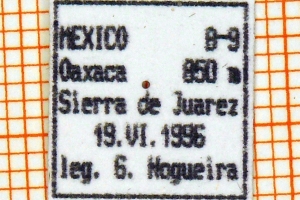 MEXICO 8-9
Oaxaca 850 m
Sierra de Juarez
19.VI.1996
leg. G. Nogueira